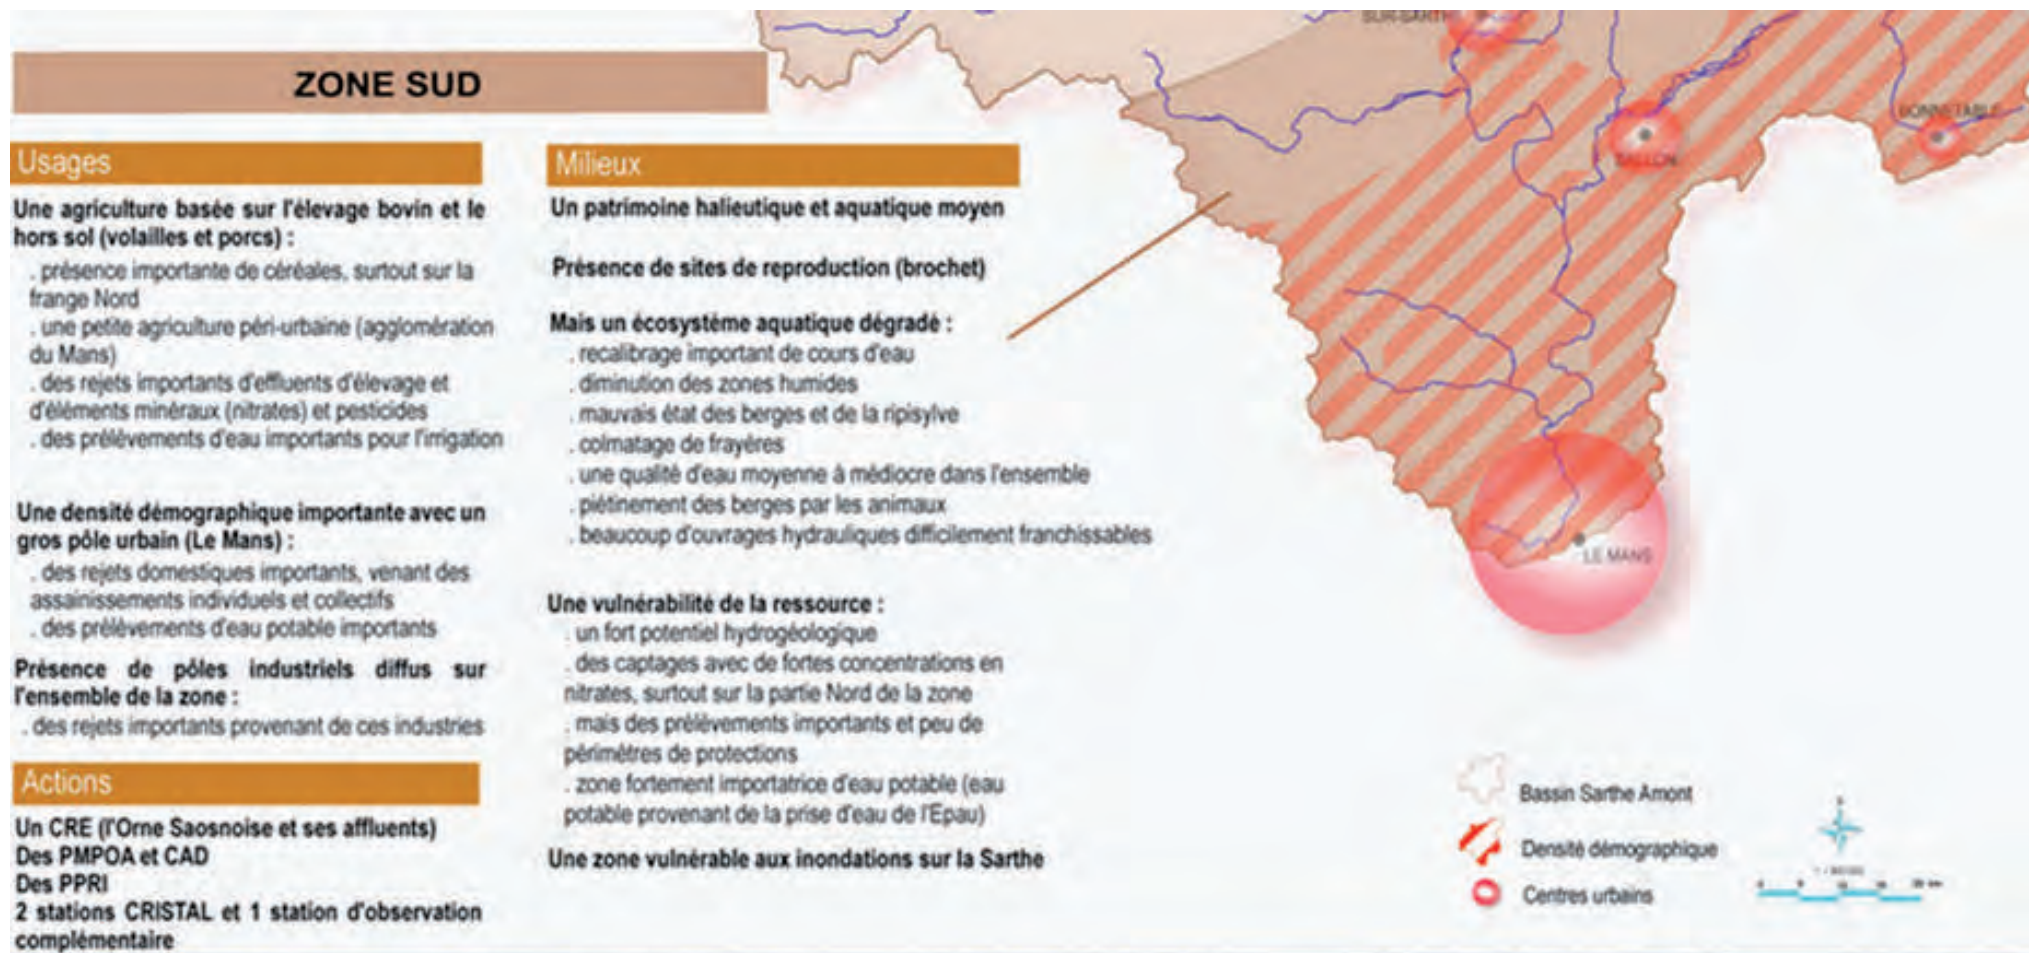 ZONE SUD
Usages
Une agriculture basée sur l'élevage bovin et le
hors sol (volailles et porcs) :
. présence importante de céréales, surtout sur la
frange Nord
. une petite agriculture péri-urbaine (agglomération
du Mans)
. des rejets importants d'effluents d'élevage et
d'éléments minéraux (nitrates) et pesticides
. des prélèvements d'eau importants pour l'irrigation
Une densité démographique importante avec un
gros pôle urbain (Le Mans) :
. des rejets domestiques importants, venant des
assainissements individuels et collectifs
. des prélèvements d'eau potable importants
Présence de pôles industriels diffus sur
l'ensemble de la zone :
. des rejets importants provenant de ces industries
Actions
Un CRE (l'Orne Saosnoise et ses affluents)
Des PMPOA et CAD
Des PPRI
2 stations CRISTAL et 1 station d'observation
complémentaire
Milieux
Un patrimoine halieutique et aquatique moyen
Présence de sites de reproduction (brochet)
Mais un écosystème aquatique dégradé :
. recalibrage important de cours d'eau
. diminution des zones humides
. mauvais état des berges et de la ripisylve
. colmatage de frayères
. une qualité d'eau moyenne à médiocre dans l'ensemble
. piétinement des berges par les animaux
. beaucoup d'ouvrages hydrauliques difficilement franchissables
Une vulnérabilité de la ressource :
. un fort potentiel hydrogéologique
. des captages avec de fortes concentrations en
nitrates, surtout sur la partie Nord de la zone
. mais des prélèvements importants et peu de
périmètres de protections
. zone fortement importatrice d'eau potable (eau
potable provenant de la prise d'eau de l'Epau)
Une zone vulnérable aux inondations sur la Sarthe
SUR-SARTHE
BALLON
BONNETABLE
LE MANS
Bassin Sarthe Amont
Densité démographique
Centres urbains